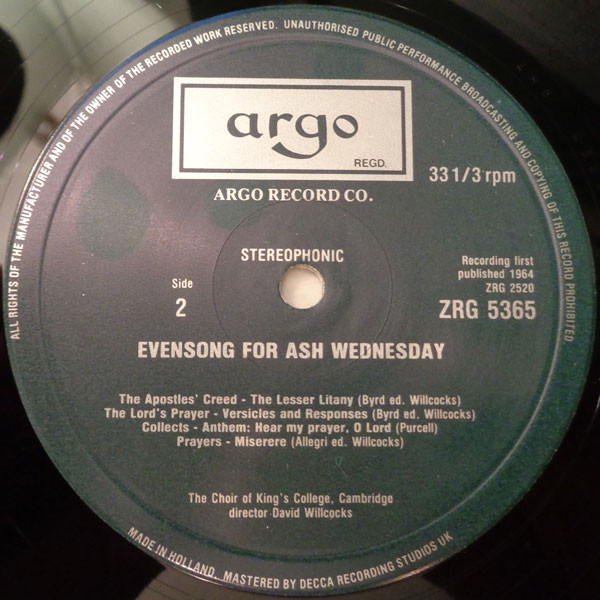 ALL RIGHTS OF THE MANUFACTURER AND OF THE OWNER OF THE RECORDED WORK RESERVED. UNAUTHORISED PUBLIC PERFORMANCE BROADCASTING AND COPYING OF THIS RECORD PROHIBITED
argo
REGD.
33 1/3 rpm
ARGO RECORD CO.
STEREOPHONIC
Side
2
Recording first
published 1964
ZRG 2520
ZRG 5365
EVENSONG FOR ASH WEDNESDAY
The Apostles' Creed - The Lesser Litany (Byrd ed. Willcocks)
The Lord's Prayer - Versicles and Responses (Byrd ed. Willcocks)
Collects - Anthem: Hear my prayer, O Lord (Purcell)
Prayers - Miserere (Allegri ed. Willcocks)
The Choir of King's College, Cambridge
director David Willcocks
MADE IN HOLLAND. MASTERED BY DECCA RECORDING STUDIOS UK